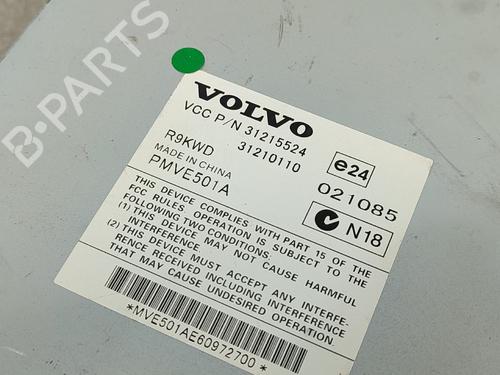 B-PARTS
VOLVO
VCC P/N 31215524
31210110
R9KWD
MADE IN CHINA
PMVE501A
e24
021085
N18
THIS DEVICE COMPLIES WITH PART 15 OF THE
FCC RULES OPERATION IS SUBJECT TO THE
FOLLOWING TWO CONDITIONS:
(1) THIS DEVICE MAY NOT CAUSE HARMFUL
INTERFERENCE AND
(2) THIS DEVICE MUST ACCEPT ANY INTERFE-
RENCE RECEIVED INCLUDING INTERFERENCE
THAT MAY CAUSE UNDESIRED OPERATION.
*MVE501AE60972700*